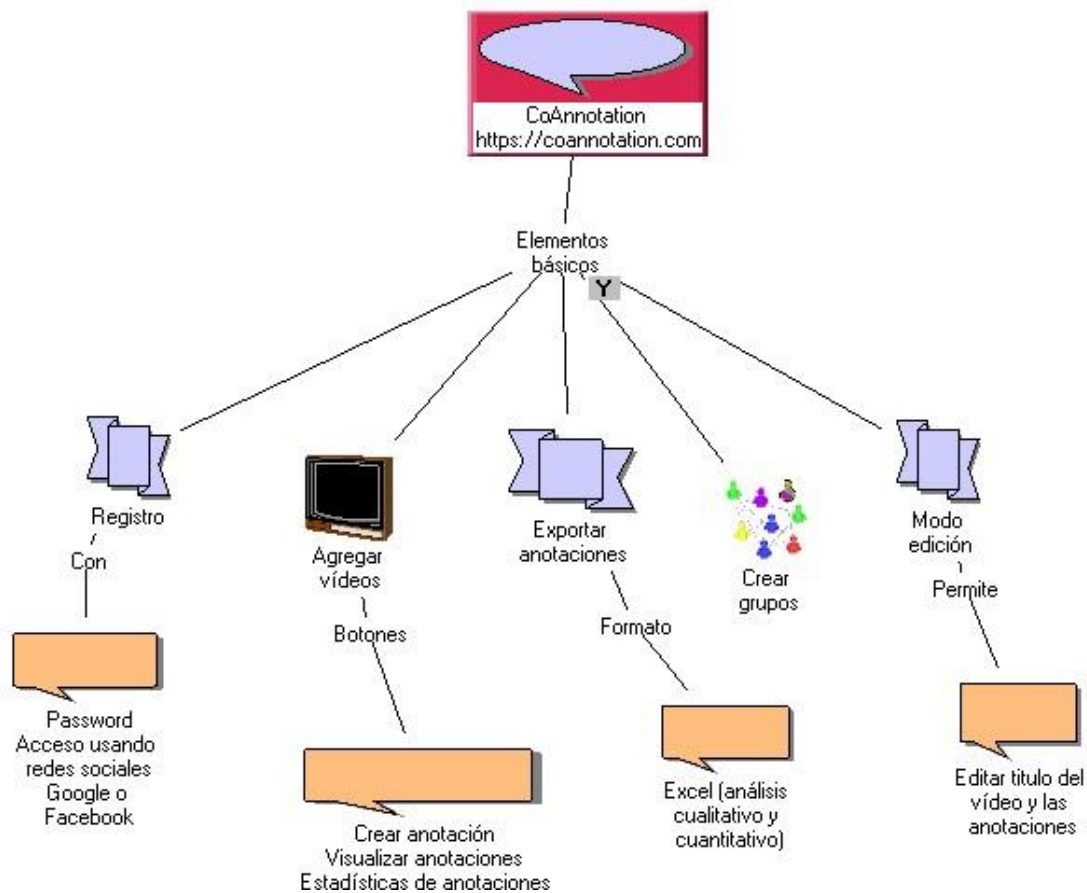 CoAnnotation
https://coannotation.com
Elementos
básicos
Y
Registro
Con
Password
Acceso usando
redes sociales
Google o
Facebook
Agregar
vídeos
Botones
Crear anotación
Visualizar anotaciones
Estadísticas de anotaciones
Exportar
anotaciones
Formato
Excel (análisis
cualitativo y
cuantitativo)
Crear
grupos
Modo
edición
Permite
Editar titulo del
vídeo y las
anotaciones